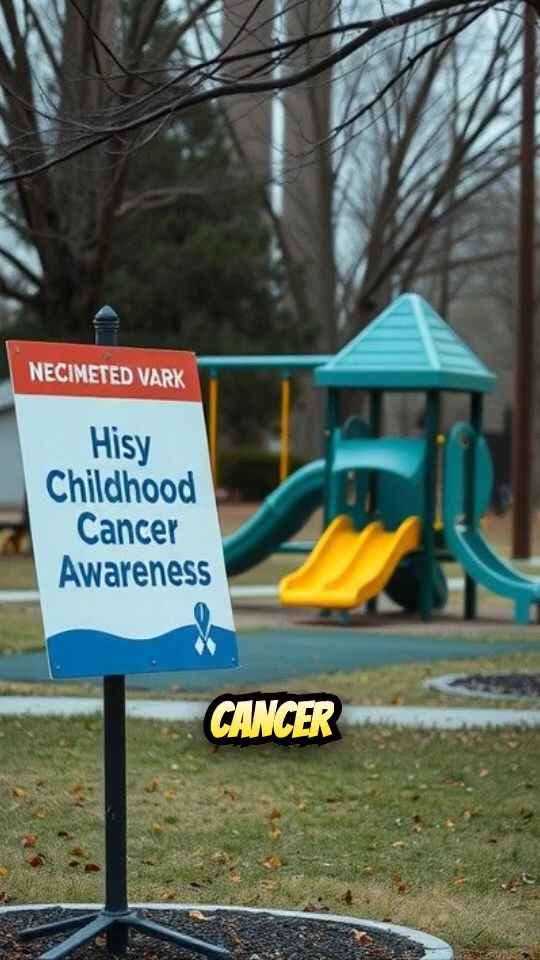 NECIMETED VARK
Hisy
Childhood
Cancer
Awareness
CANCER